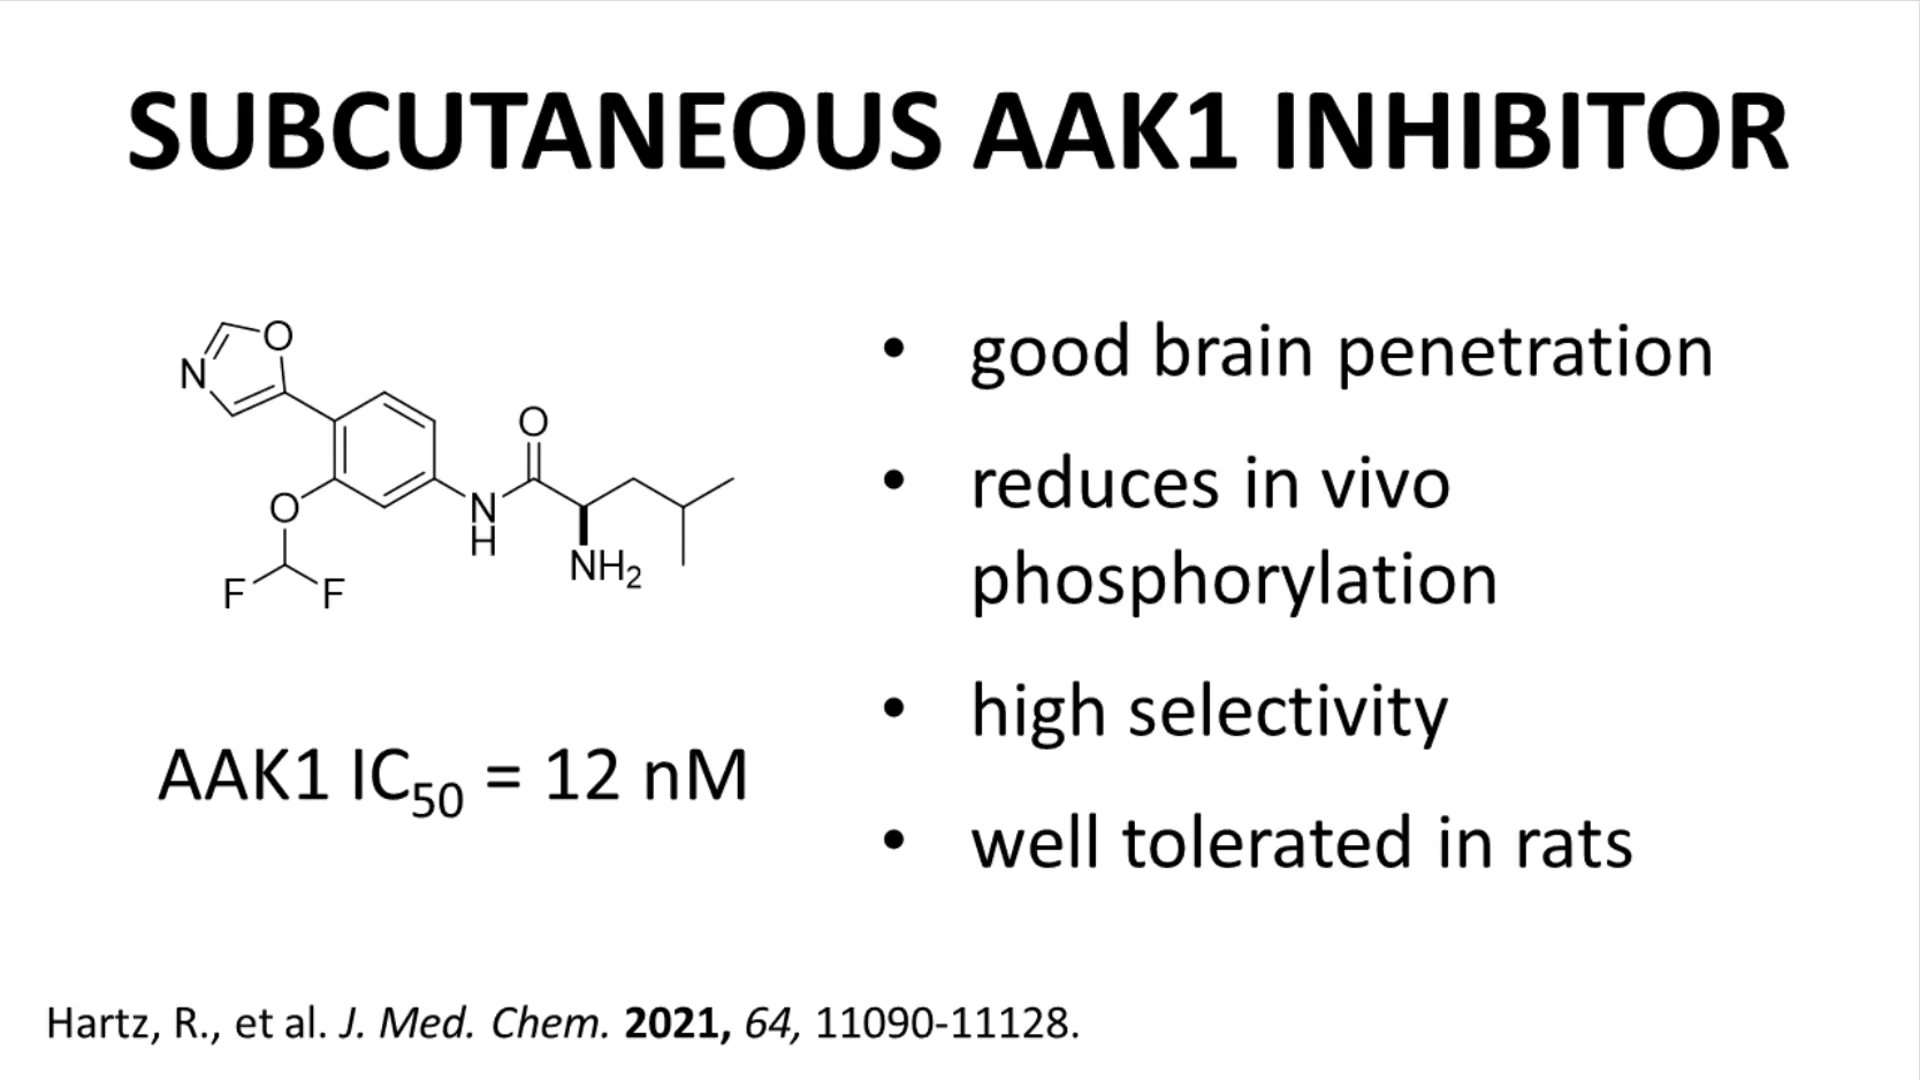 SUBCUTANEOUS AAK1 INHIBITOR
O
N
O
O
N
H
NH₂
F
F
AAK1 IC₅₀ = 12 nM
• good brain penetration
• reduces in vivo
phosphorylation
• high selectivity
• well tolerated in rats
Hartz, R., et al. J. Med. Chem. 2021, 64, 11090-11128.